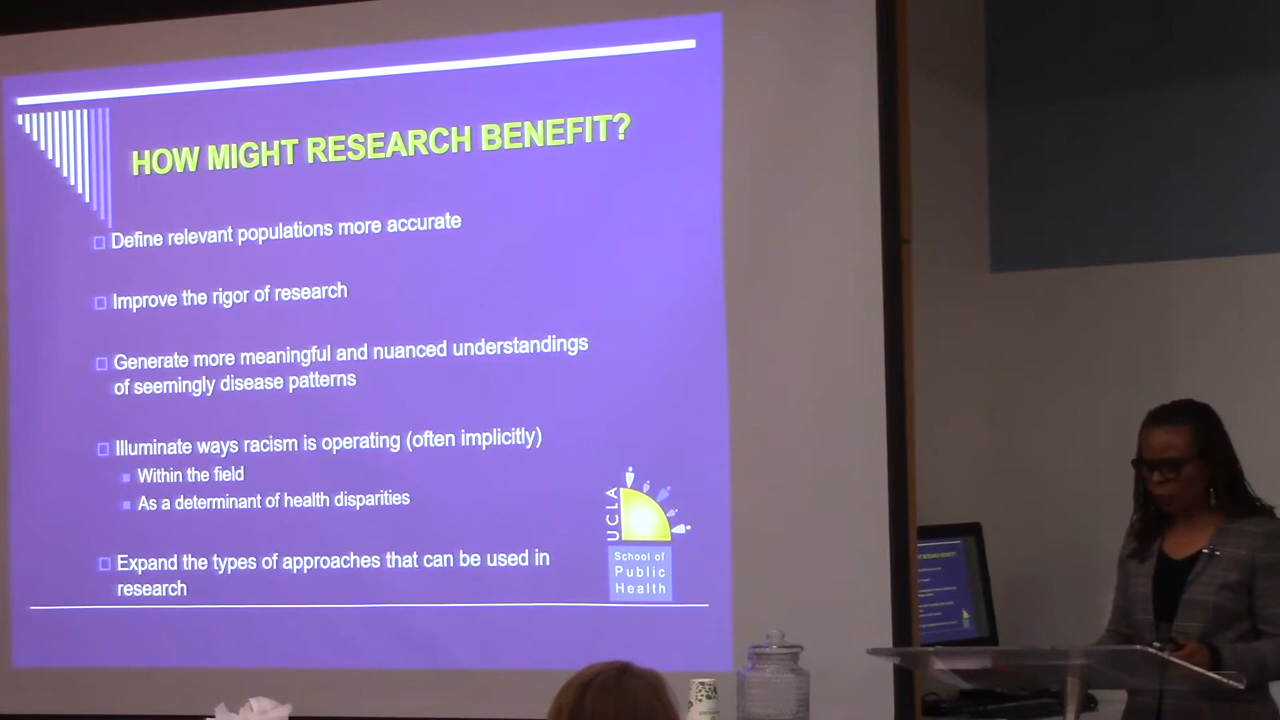 HOW MIGHT RESEARCH BENEFIT?
Define relevant populations more accurate
Improve the rigor of research
Generate more meaningful and nuanced understandings
of seemingly disease patterns
Illuminate ways racism is operating (often implicitly)
Within the field
As a determinant of health disparities
Expand the types of approaches that can be used in
research
UCLA
School of
Public
Health